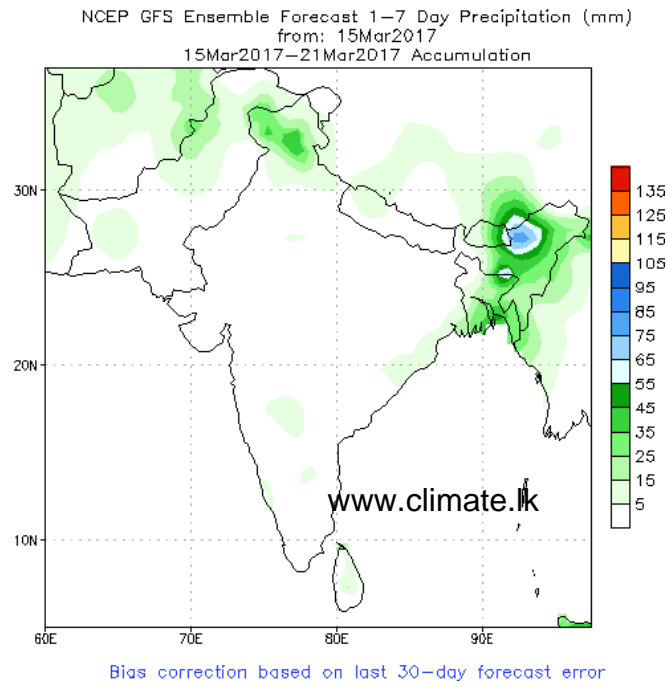 NCEP GFS Ensemble Forecast 1-7 Day Precipitation (mm)
from: 15Mar2017
15Mar2017-21Mar2017 Accumulation
30N
20N
10N
60E
70E
80E
90E
135
125
115
105
95
85
75
65
55
45
35
25
15
5
www.climate.lk
Bias correction based on last 30-day forecast error